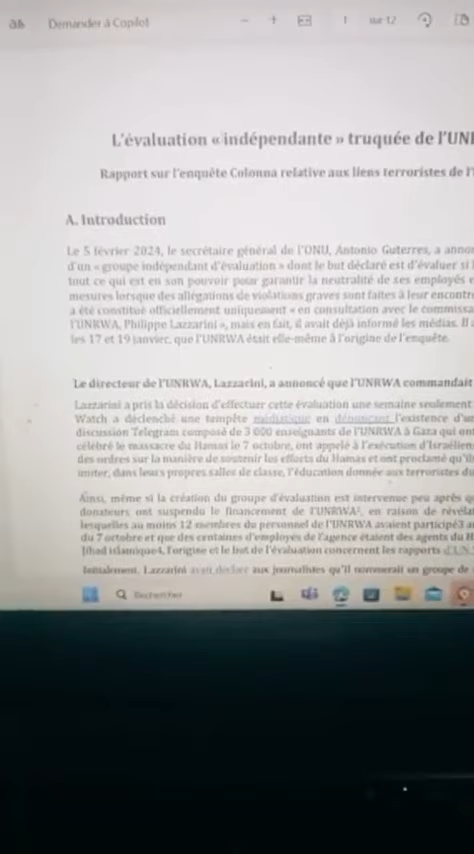 Demander à Copilot
1 sur 12
L'évaluation « indépendante » truquée de l'UN
Rapport sur l'enquête Colonna relative aux liens terroristes de l'
A. Introduction
Le 5 février 2024, le secrétaire général de l'ONU, Antonio Guterres, a anno
d'un « groupe indépendant d'évaluation » dont le but déclaré est d'évaluer si
tout ce qui est en son pouvoir pour garantir la neutralité de ses employés e
mesures lorsque des allégations de violations graves sont faites à leur encontr
a été constitué officiellement uniquement « en consultation avec le commissa
l'UNRWA, Philippe Lazzarini », mais en fait, il avait déjà informé les médias. Il
les 17 et 19 janvier, que l'UNRWA était elle-même à l'origine de l'enquête.
Le directeur de l'UNRWA, Lazzarini, a annoncé que l'UNRWA commandait
Lazzarini a pris la décision d'effectuer cette évaluation une semaine seulement
Watch a déclenché une tempête médiatique en dénonçant l'existence d'un
discussion Telegram composé de 3 000 enseignants de l'UNRWA à Gaza qui ont
célébré le massacre du Hamas le 7 octobre, ont appelé à l'exécution d'Israélien
des ordres sur la manière de soutenir les efforts du Hamas et ont proclamé qu'ils
imiter, dans leurs propres salles de classe, l'éducation donnée aux terroristes du
Ainsi, même si la création du groupe d'évaluation est intervenue peu après q
donateurs ont suspendu le financement de l'UNRWA², en raison de révéla
lesquelles au moins 12 membres du personnel de l'UNRWA avaient participé3 a
du 7 octobre et que des centaines d'employés de l'agence étaient des agents du H
Jihad islamique4, l'origine et le but de l'évaluation concernent les rapports d'UN
Initialement, Lazzarini avait déclaré aux journalistes qu'il nommerait un groupe de
Rechercher